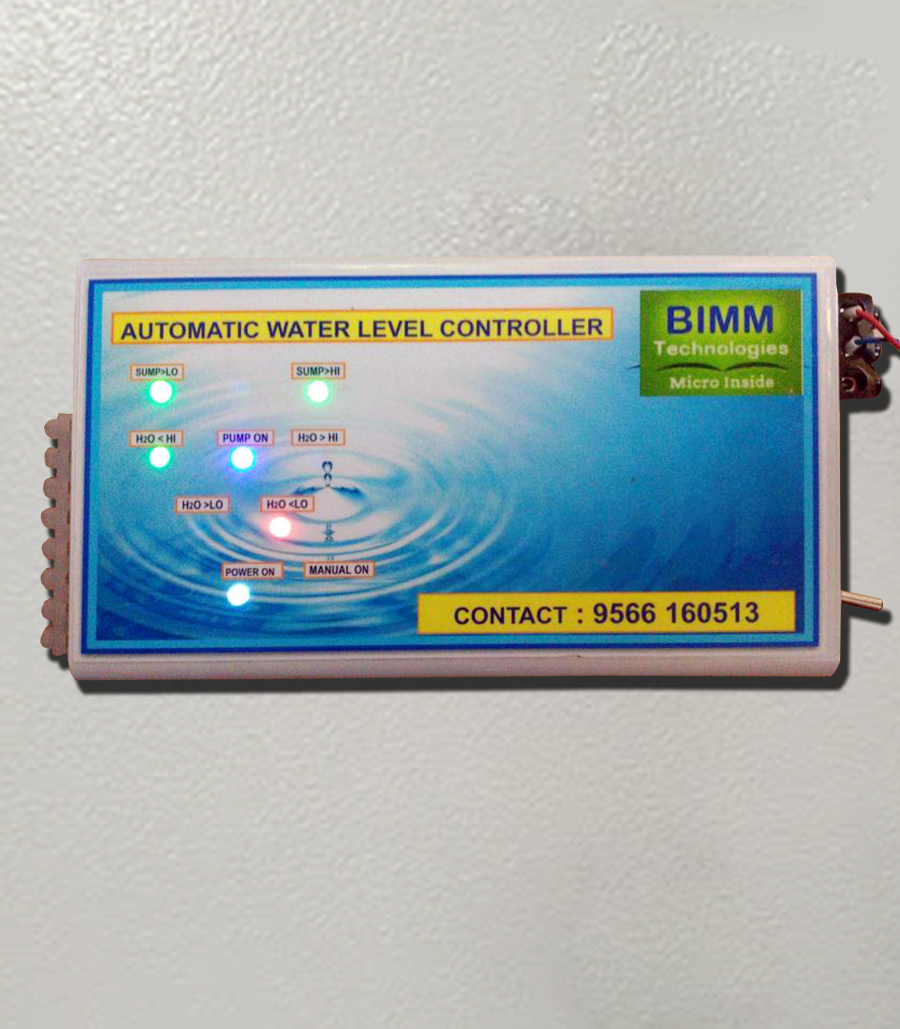 AUTOMATIC WATER LEVEL CONTROLLER
BIMM
Technologies
Micro Inside
SUMP>LO
SUMP>HI
H2O < HI
PUMP ON
H2O > HI
H2O >LO
H2O <LO
POWER ON
MANUAL ON
CONTACT : 9566 160513